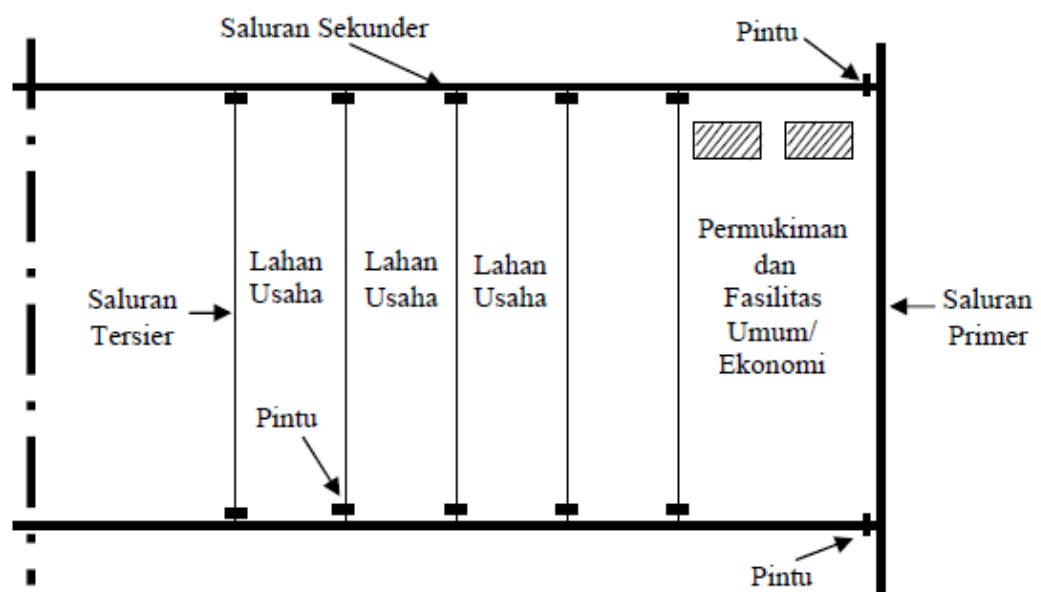 Saluran Sekunder
Pintu
Lahan
Usaha
Lahan
Usaha
Lahan
Usaha
Permukiman
dan
Fasilitas
Umum/
Ekonomi
Saluran
Tersier
Saluran
Primer
Pintu
Pintu